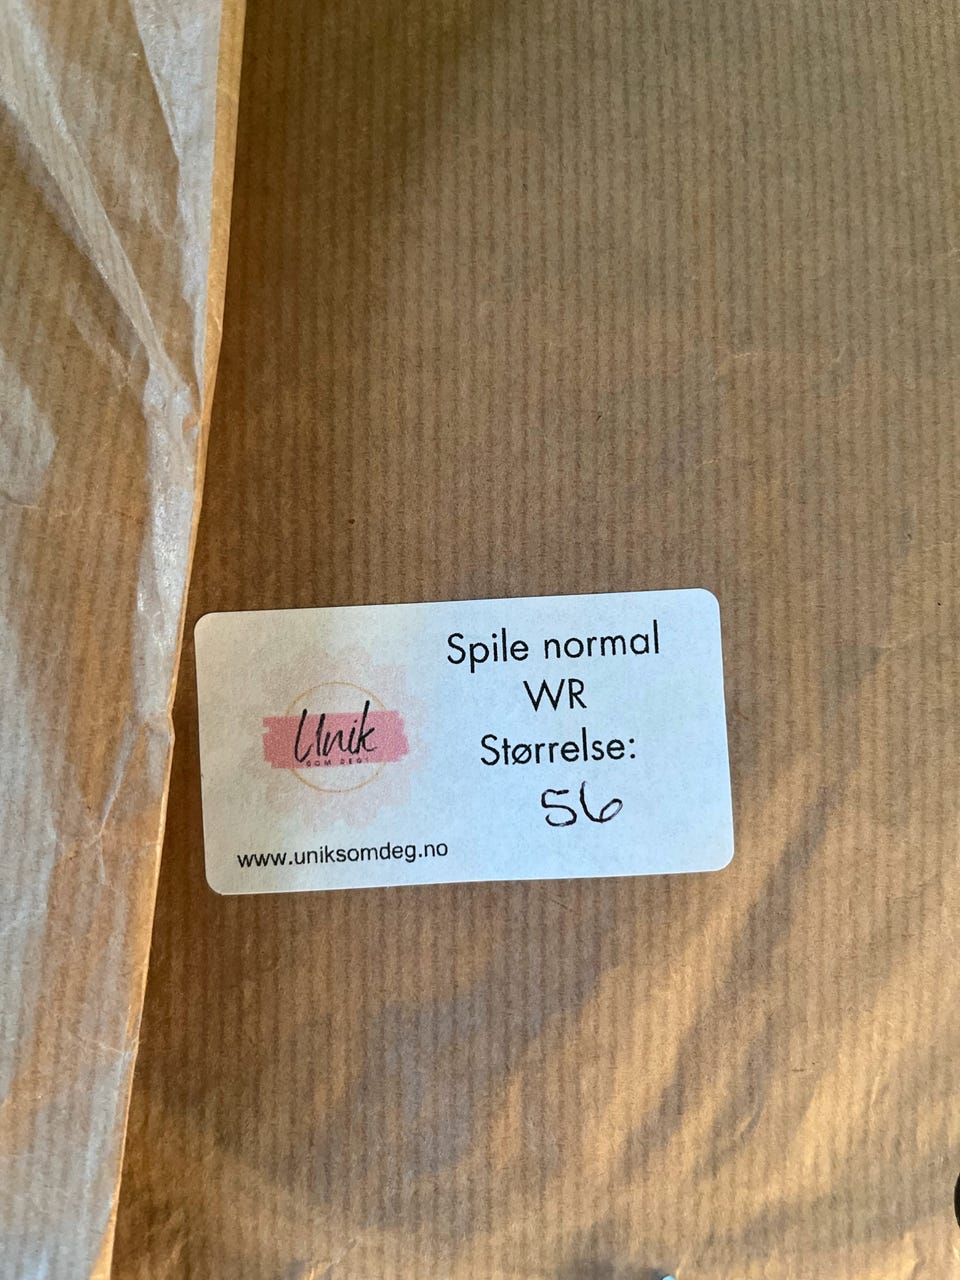 Unik
SOM DEG!
www.uniksomdeg.no
Spile normal
WR
Størrelse:
56